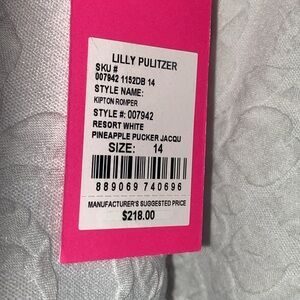 LILLY PULITZER
SKU #
007942 1152DB 14
STYLE NAME:
KIPTON ROMPER
STYLE #: 007942
RESORT WHITE
PINEAPPLE PUCKER JACQU
SIZE: 14
889069 740696
MANUFACTURER'S SUGGESTED PRICE
$218.00